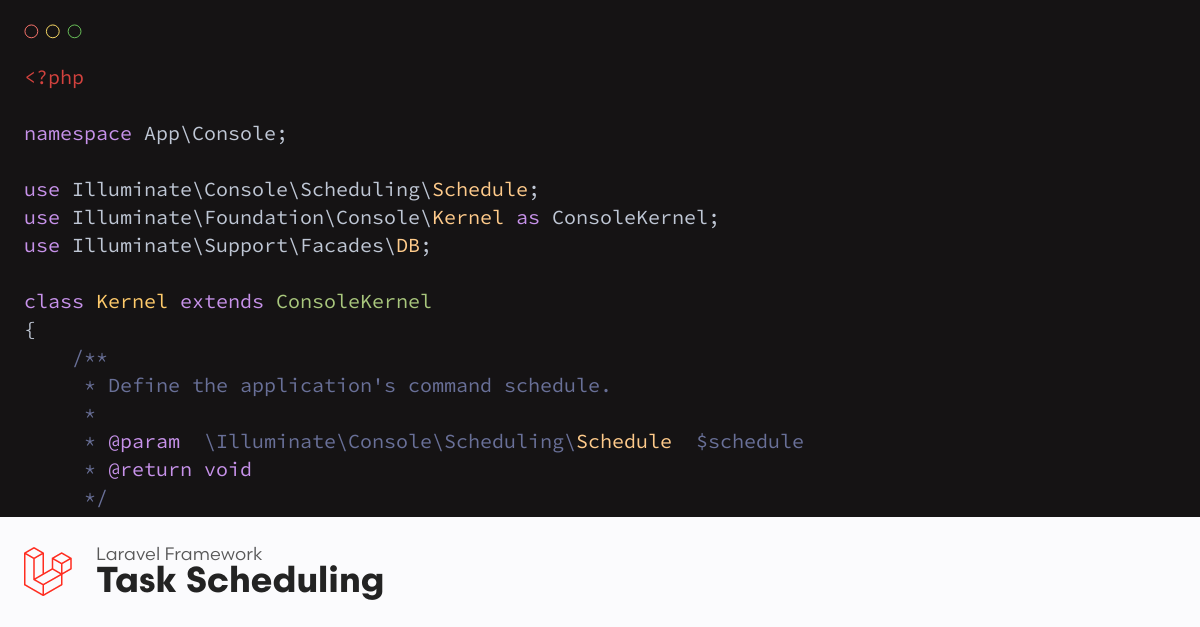 <?php
namespace App\Console;
use Illuminate\Console\Scheduling\Schedule;
use Illuminate\Foundation\Console\Kernel as ConsoleKernel;
use Illuminate\Support\Facades\DB;
class Kernel extends ConsoleKernel
{
    /**
     * Define the application's command schedule.
     *
     * @param  \Illuminate\Console\Scheduling\Schedule  $schedule
     * @return void
     */
Laravel Framework
Task Scheduling